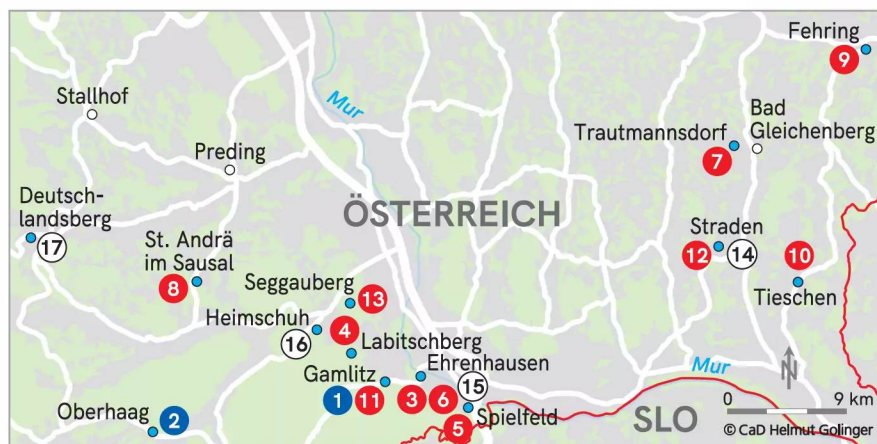 Fehring
9
Mur
Stallhof
Bad
Gleichenberg
Trautmannsdorf
7
Preding
Deutsch-
landsberg
17
ÖSTERREICH
St. Andrä
im Sausal
8
Straden
12
14
10
Tieschen
Seggauberg
13
Heimschuh
16
4
Labitschberg
Ehrenhausen
Gamlitz
1
11
3
6
15
Mur
N
Oberhaag
2
Spielfeld
5
SLO
0
9 km
© CaD Helmut Golinger